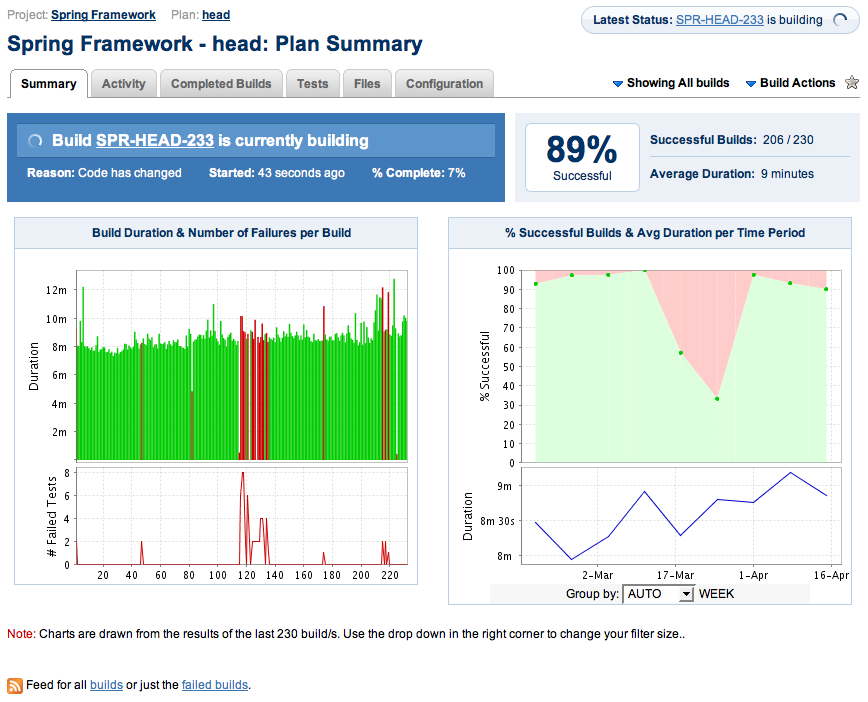 Project: Spring Framework Plan: head
Latest Status: SPR-HEAD-233 is building
Spring Framework - head: Plan Summary
Summary Activity Completed Builds Tests Files Configuration
Showing All builds Build Actions
Build SPR-HEAD-233 is currently building
Reason: Code has changed Started: 43 seconds ago % Complete: 7%
89%
Successful
Successful Builds: 206 / 230
Average Duration: 9 minutes
Build Duration & Number of Failures per Build
Duration
12m
10m
8m
6m
4m
2m
# Failed Tests
8
6
4
2
0
20 40 60 80 100 120 140 160 180 200 220
% Successful Builds & Avg Duration per Time Period
% Successful
100
90
80
70
60
50
40
30
20
10
0
Duration
9m
8m 30s
8m
2-Mar 17-Mar 1-Apr 16-Apr
Group by: AUTO WEEK
Note: Charts are drawn from the results of the last 230 build/s. Use the drop down in the right corner to change your filter size..
Feed for all builds or just the failed builds.